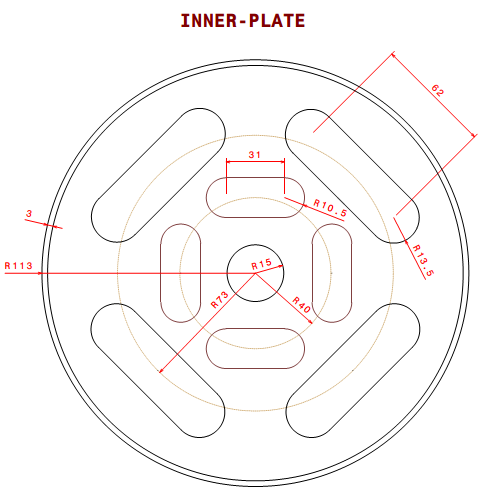 INNER-PLATE
62
31
R10.5
3
R13.5
R113
R15
R73
R40